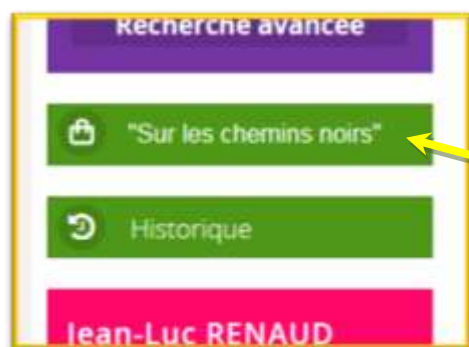 Recherche avancée
"Sur les chemins noirs"
Historique
Jean-Luc RENAUD